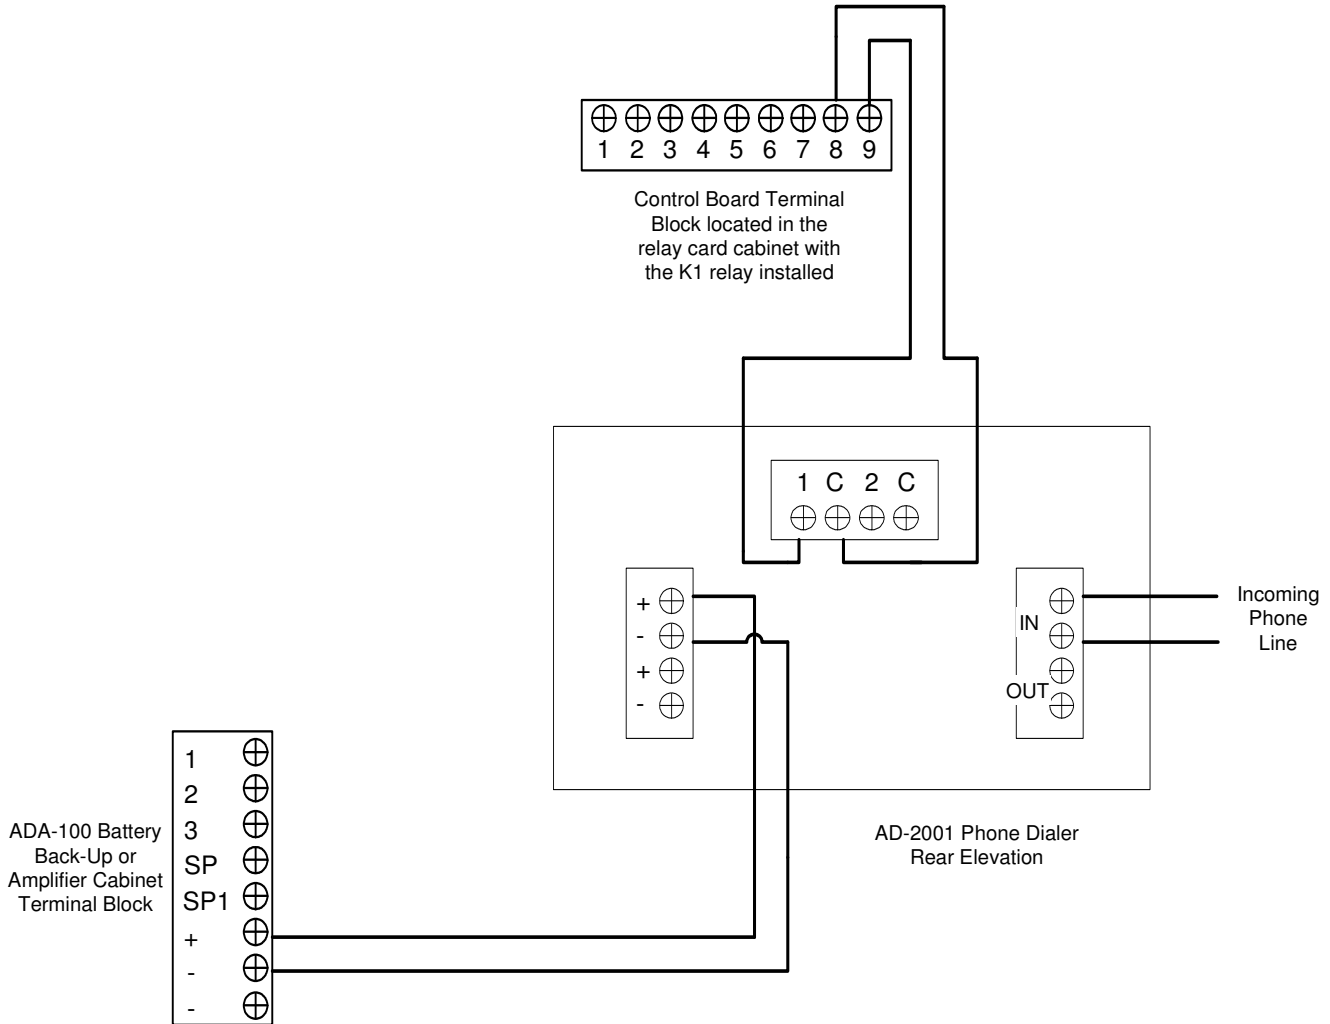 1 2 3 4 5 6 7 8 9
Control Board Terminal
Block located in the
relay card cabinet with
the K1 relay installed
1 C 2 C
+
-
+
-
IN
OUT
Incoming
Phone
Line
AD-2001 Phone Dialer
Rear Elevation
ADA-100 Battery
Back-Up or
Amplifier Cabinet
Terminal Block
1
2
3
SP
SP1
+
-
-